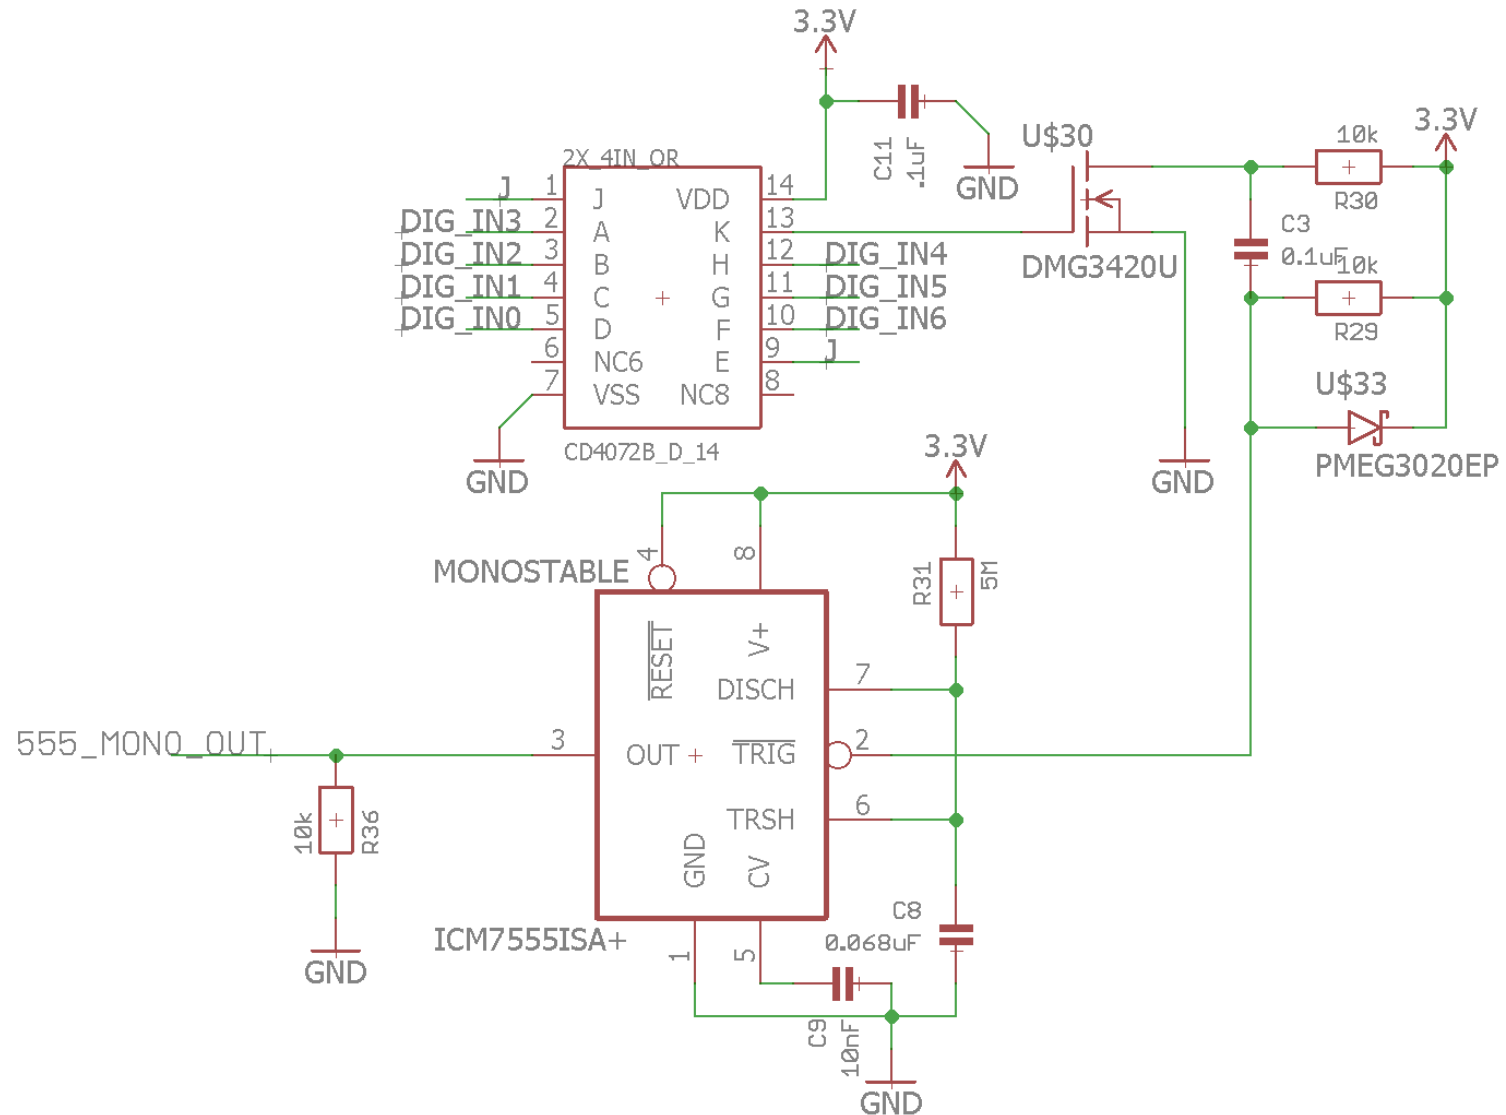 3.3V
C11
.1uF
GND
2X_4IN_OR
J
DIG_IN3
DIG_IN2
DIG_IN1
DIG_IN0
1 J VDD 14
2 A K 13
3 B H 12
4 C G 11
5 D F 10
6 NC6 E 9
7 VSS NC8 8
DIG_IN4
DIG_IN5
DIG_IN6
J
GND
CD4072B_D_14
U$30
DMG3420U
GND
10k
R30
3.3V
C3
0.1uF
10k
R29
U$33
PMEG3020EP
3.3V
R31
5M
MONOSTABLE
4
8
RESET
V+
DISCH 7
555_MONO_OUT
3 OUT
TRIG 2
TRSH 6
GND
CV
10k
R36
GND
ICM7555ISA+
1
5
C8
0.068uF
C9
10nF
GND